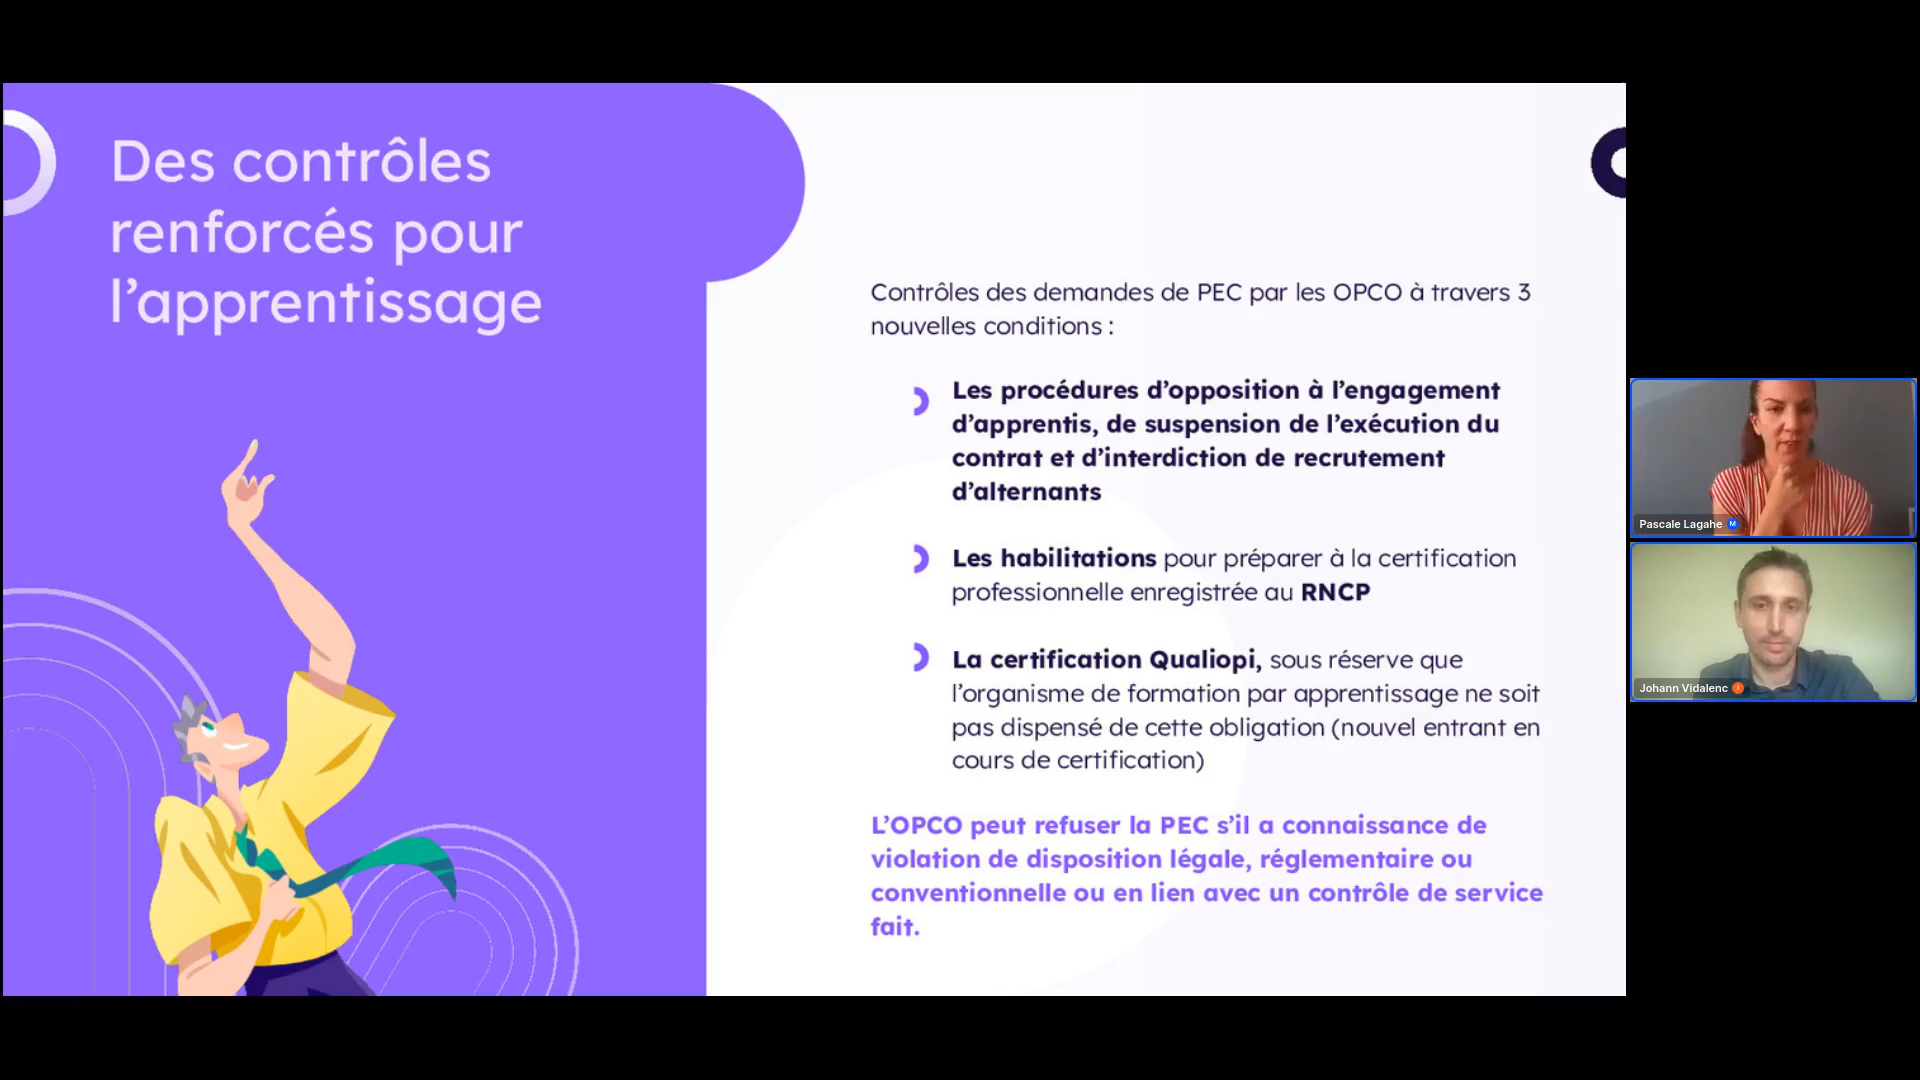 Des contrôles
renforcés pour
l’apprentissage
Contrôles des demandes de PEC par les OPCO à travers 3
nouvelles conditions :
Les procédures d’opposition à l’engagement
d’apprentis, de suspension de l’exécution du
contrat et d’interdiction de recrutement
d’alternants
Les habilitations pour préparer à la certification
professionnelle enregistrée au RNCP
La certification Qualiopi, sous réserve que
l’organisme de formation par apprentissage ne soit
pas dispensé de cette obligation (nouvel entrant en
cours de certification)
L’OPCO peut refuser la PEC s’il a connaissance de
violation de disposition légale, réglementaire ou
conventionnelle ou en lien avec un contrôle de service
fait.
Pascale Lagahe M
Johann Vidalenc